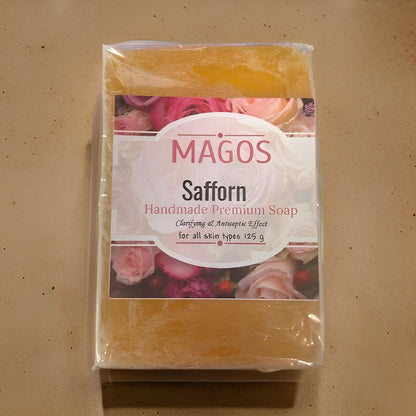 MAGOS
Safforn
Handmade Premium Soap
Clarifying & Antiseptic Effect
for all skin types 125 g